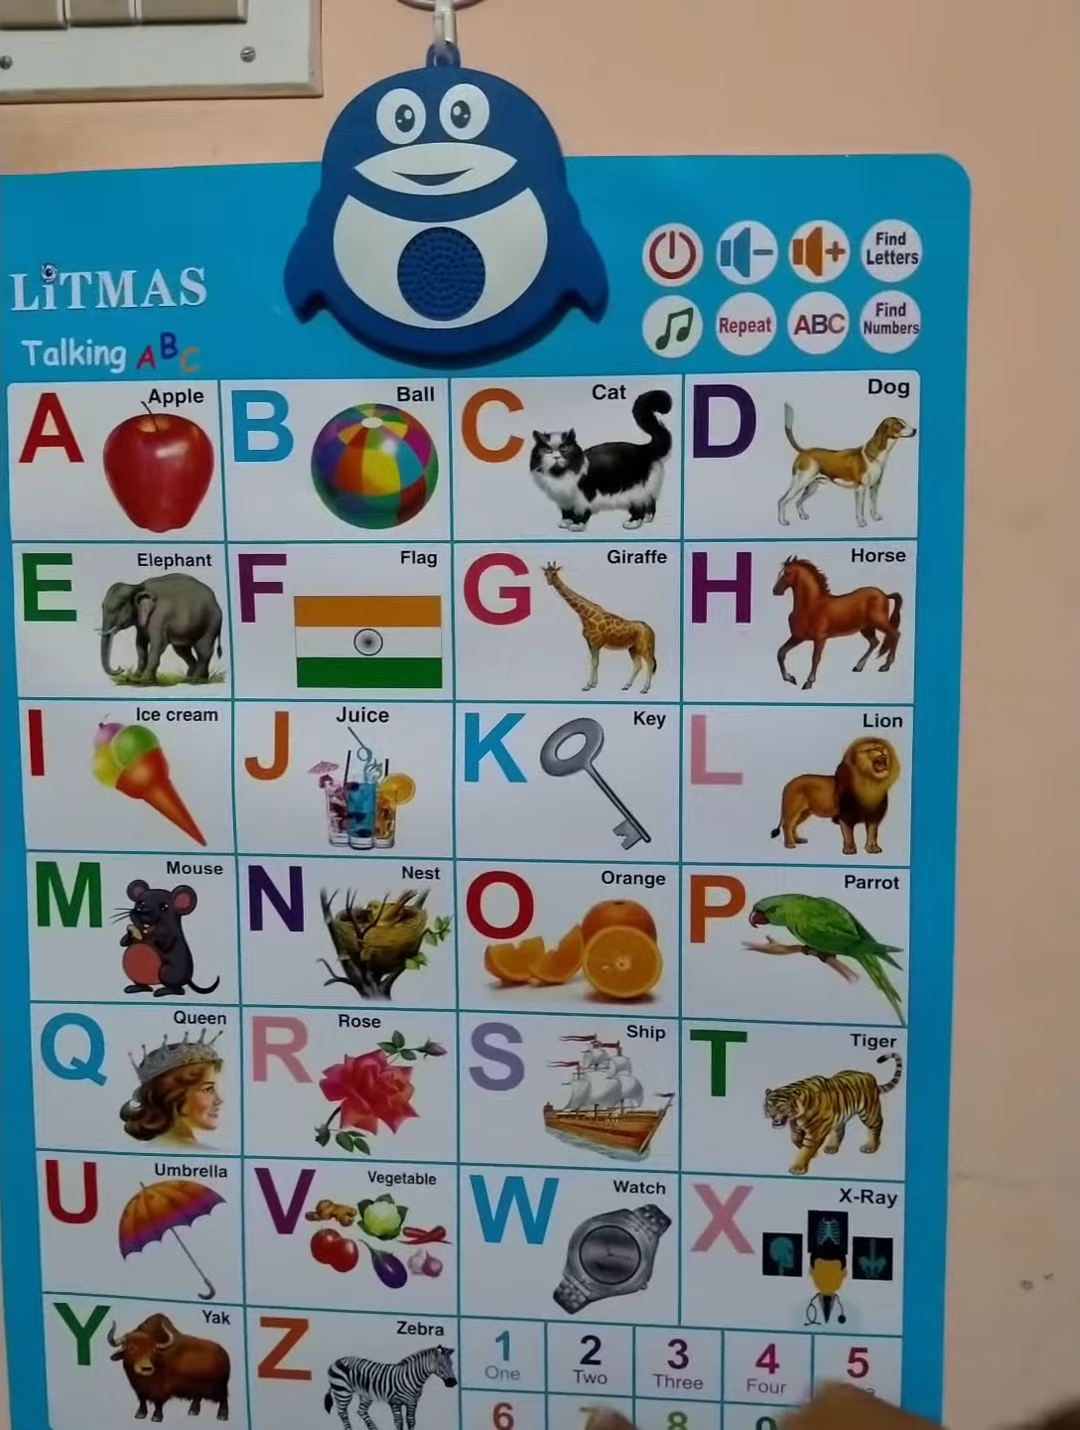 LiTMAS
Talking ABC
Find
Letters
Repeat
ABC
Find
Numbers
A Apple
B Ball
C Cat
D Dog
E Elephant
F Flag
G Giraffe
H Horse
I Ice cream
J Juice
K Key
L Lion
M Mouse
N Nest
O Orange
P Parrot
Q Queen
R Rose
S Ship
T Tiger
U Umbrella
V Vegetable
W Watch
X X-Ray
Y Yak
Z Zebra
1 2 3 4 5
One Two Three Four
6 7 8 9